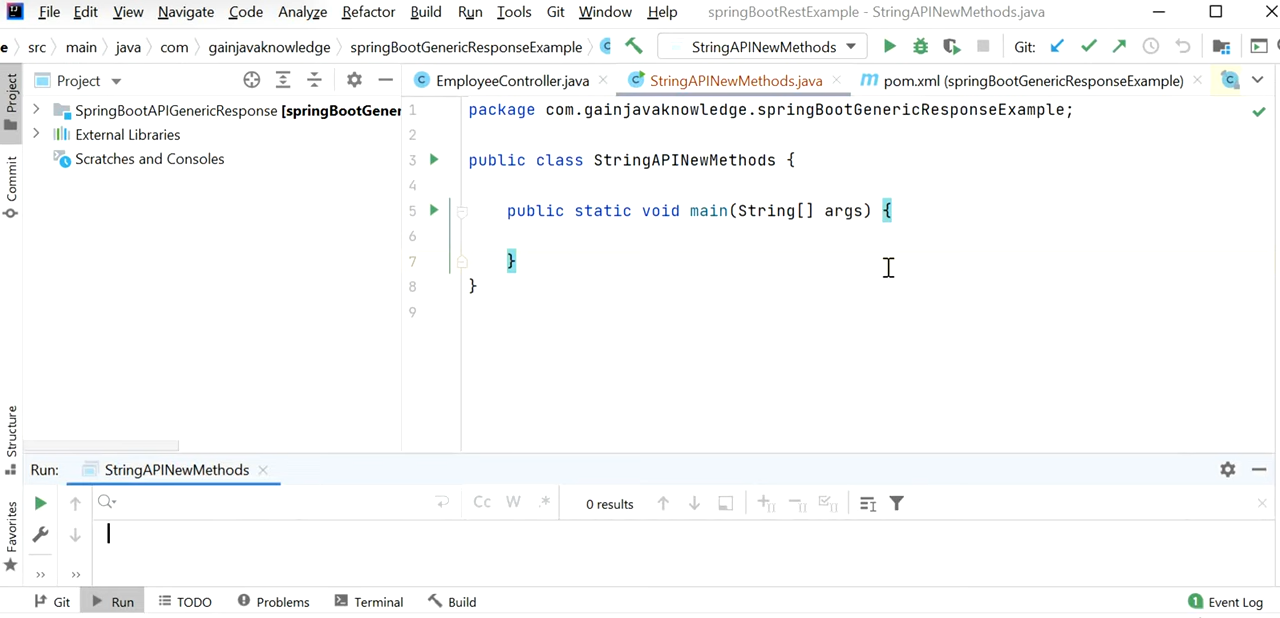 File Edit View Navigate Code Analyze Refactor Build Run Tools Git Window Help springBootRestExample - StringAPINewMethods.java
e src main java com gainjavaknowledge springBootGenericResponseExample StringAPINewMethods Git:
Project EmployeeController.java StringAPINewMethods.java pom.xml (springBootGenericResponseExample)
Project
SpringBootAPIGenericResponse [springBootGener
External Libraries
Scratches and Consoles
Commit
Structure
Favorites
1 package com.gainjavaknowledge.springBootGenericResponseExample;
2
3 public class StringAPINewMethods {
4
5 public static void main(String[] args) {
6
7 }
8 }
9
Run: StringAPINewMethods
Cc W .* 0 results
Git Run TODO Problems Terminal Build 1 Event Log